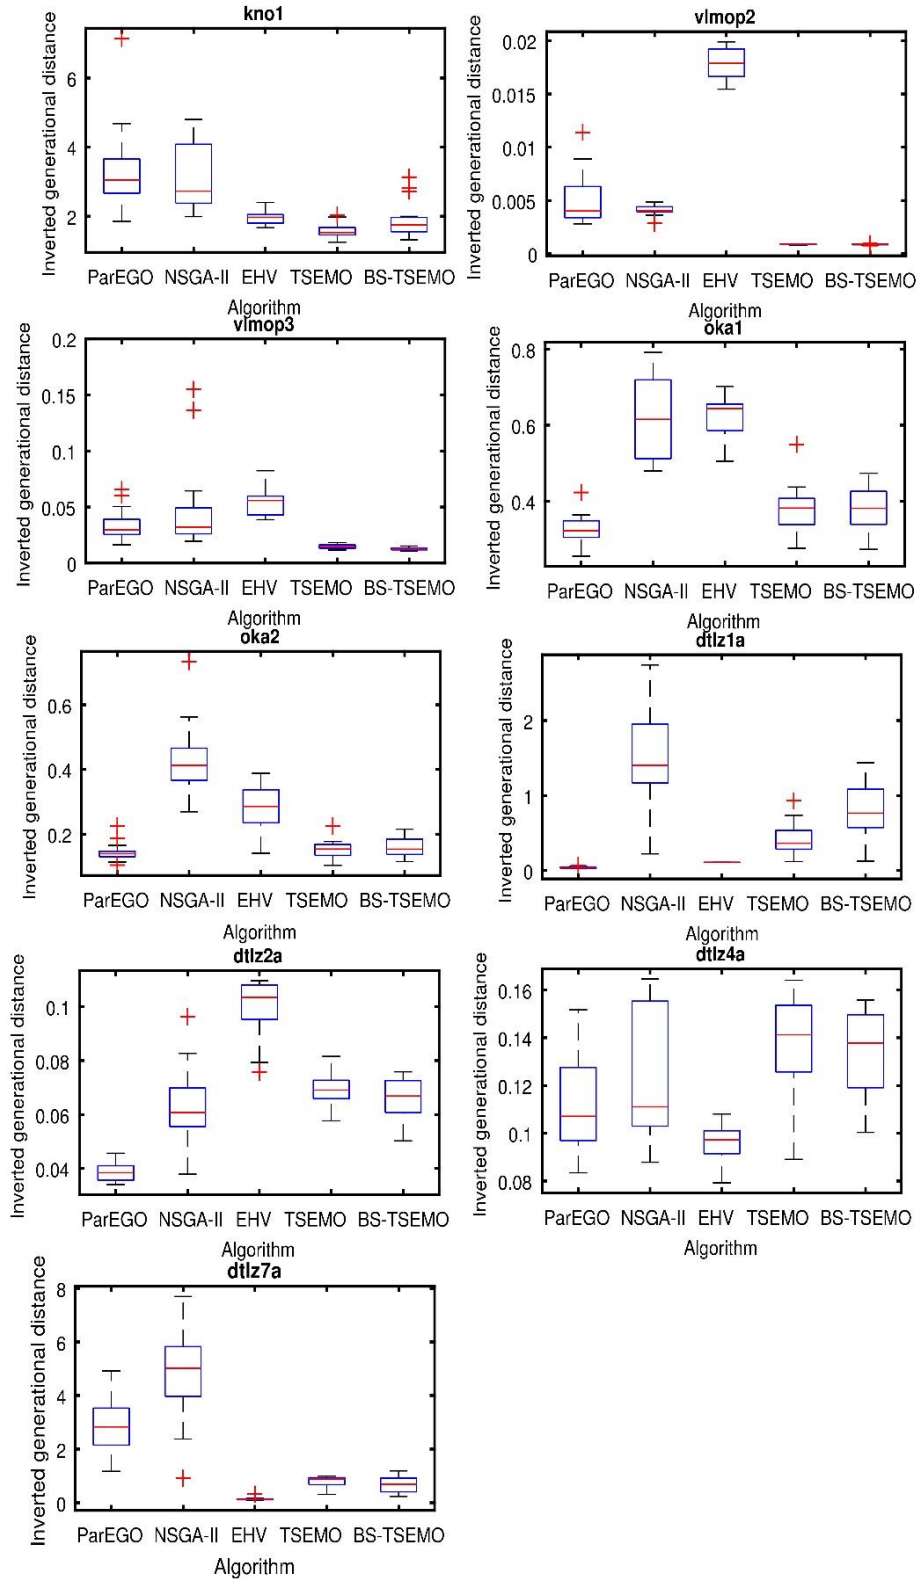 kno1
Inverted generational distance
6
4
2
ParEGO NSGA-II EHV TSEMO BS-TSEMO
Algorithm
vlmop2
Inverted generational distance
0.02
0.015
0.01
0.005
0
ParEGO NSGA-II EHV TSEMO BS-TSEMO
Algorithm
vlmop3
Inverted generational distance
0.2
0.15
0.1
0.05
0
ParEGO NSGA-II EHV TSEMO BS-TSEMO
Algorithm
oka1
Inverted generational distance
0.8
0.6
0.4
ParEGO NSGA-II EHV TSEMO BS-TSEMO
Algorithm
oka2
Inverted generational distance
0.6
0.4
0.2
ParEGO NSGA-II EHV TSEMO BS-TSEMO
Algorithm
dtlz1a
Inverted generational distance
2
1
0
ParEGO NSGA-II EHV TSEMO BS-TSEMO
Algorithm
dtlz2a
Inverted generational distance
0.1
0.08
0.06
0.04
ParEGO NSGA-II EHV TSEMO BS-TSEMO
Algorithm
dtlz4a
Inverted generational distance
0.16
0.14
0.12
0.1
0.08
ParEGO NSGA-II EHV TSEMO BS-TSEMO
Algorithm
dtlz7a
Inverted generational distance
8
6
4
2
0
ParEGO NSGA-II EHV TSEMO BS-TSEMO
Algorithm